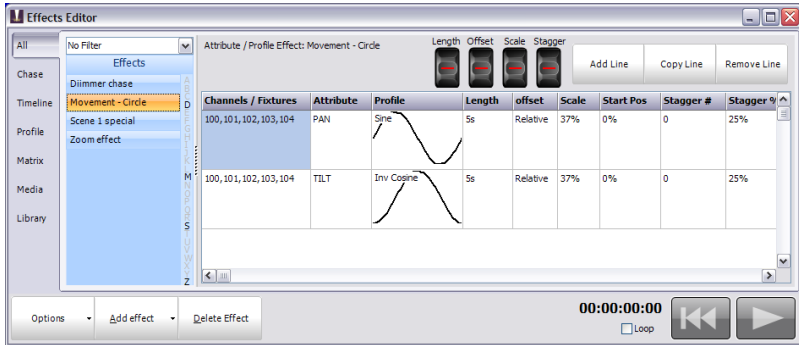 Effects Editor
All
Chase
Timeline
Profile
Matrix
Media
Library
No Filter
Effects
Diimmer chase
Movement - Circle
Scene 1 special
Zoom effect
A
B
C
D
E
F
G
H
I
J
K
L
M
N
O
P
Q
R
S
T
U
V
W
X
Y
Z
Attribute / Profile Effect: Movement - Circle
Length Offset Scale Stagger
Add Line
Copy Line
Remove Line
Channels / Fixtures Attribute Profile Length offset Scale Start Pos Stagger # Stagger %
100,101,102,103,104 PAN Sine 5s Relative 37% 0% 0 25%
100,101,102,103,104 TILT Inv Cosine 5s Relative 37% 0% 0 25%
Options
Add effect
Delete Effect
00:00:00:00
Loop